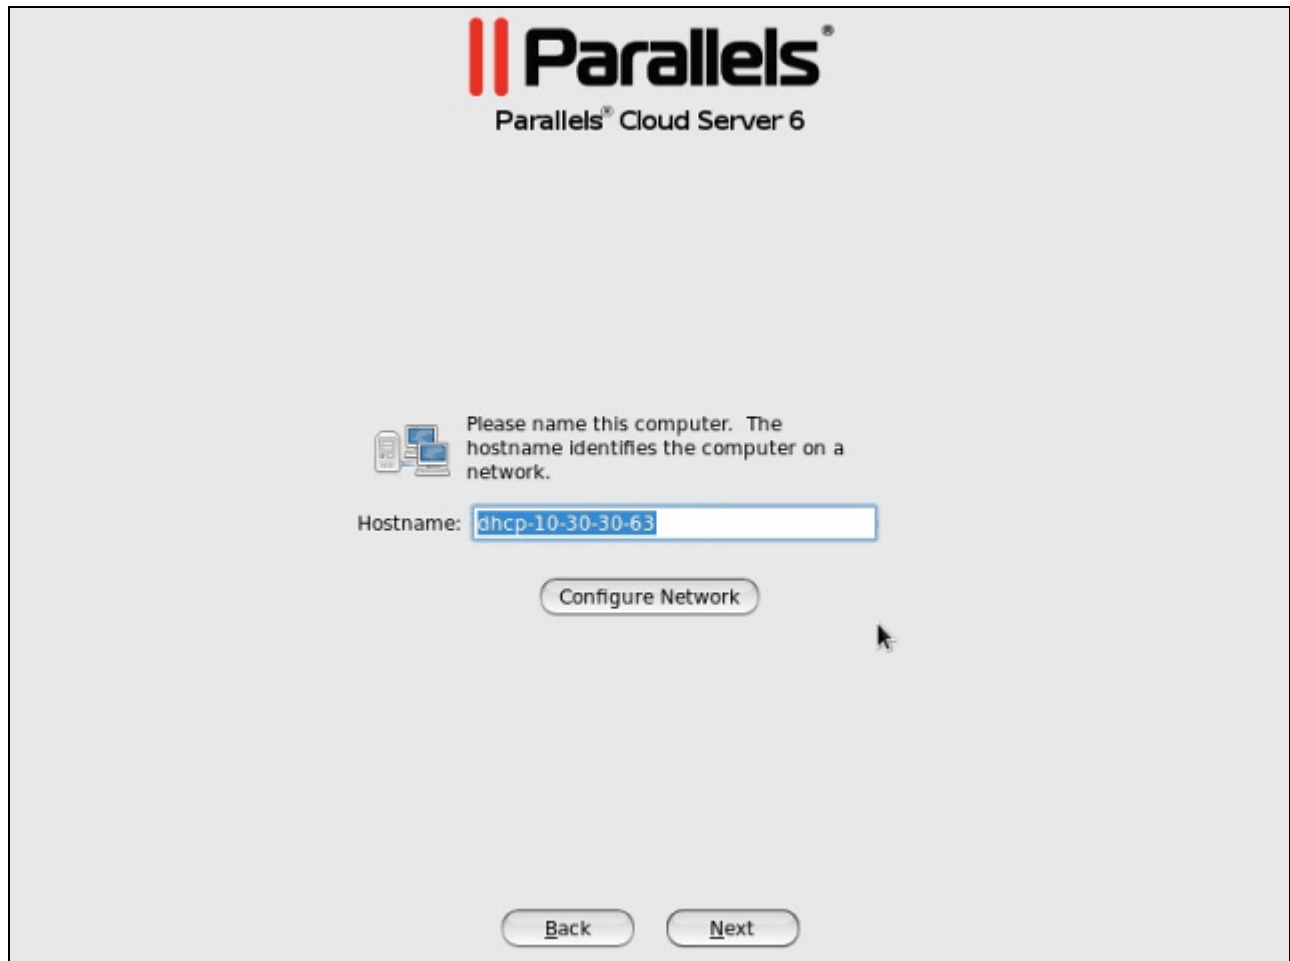 Parallels®
Parallels® Cloud Server 6
Please name this computer.  The
hostname identifies the computer on a
network.
Hostname: dhcp-10-30-30-63
Configure Network
Back Next